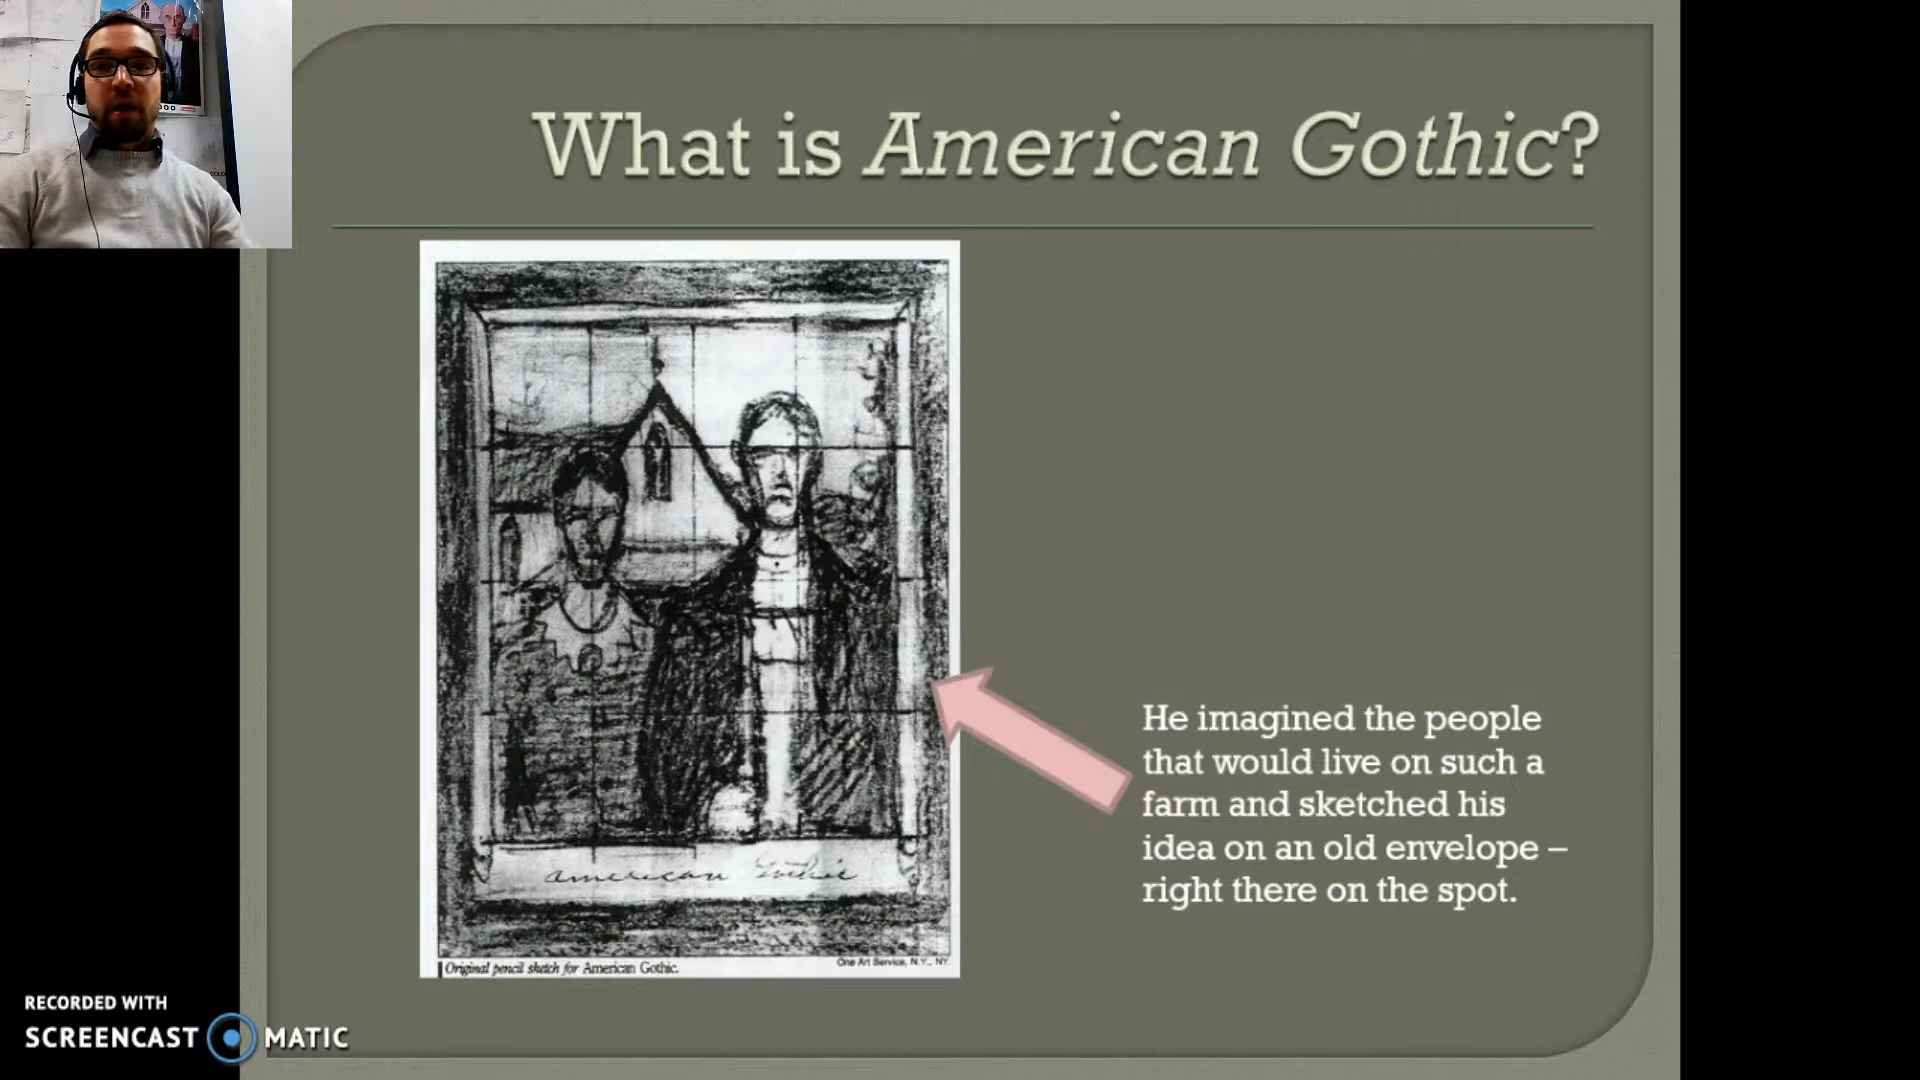 What is American Gothic?
american Gothic
Original pencil sketch for American Gothic.
One Art Service, N.Y., NY.
He imagined the people
that would live on such a
farm and sketched his
idea on an old envelope –
right there on the spot.
RECORDED WITH
SCREENCAST MATIC